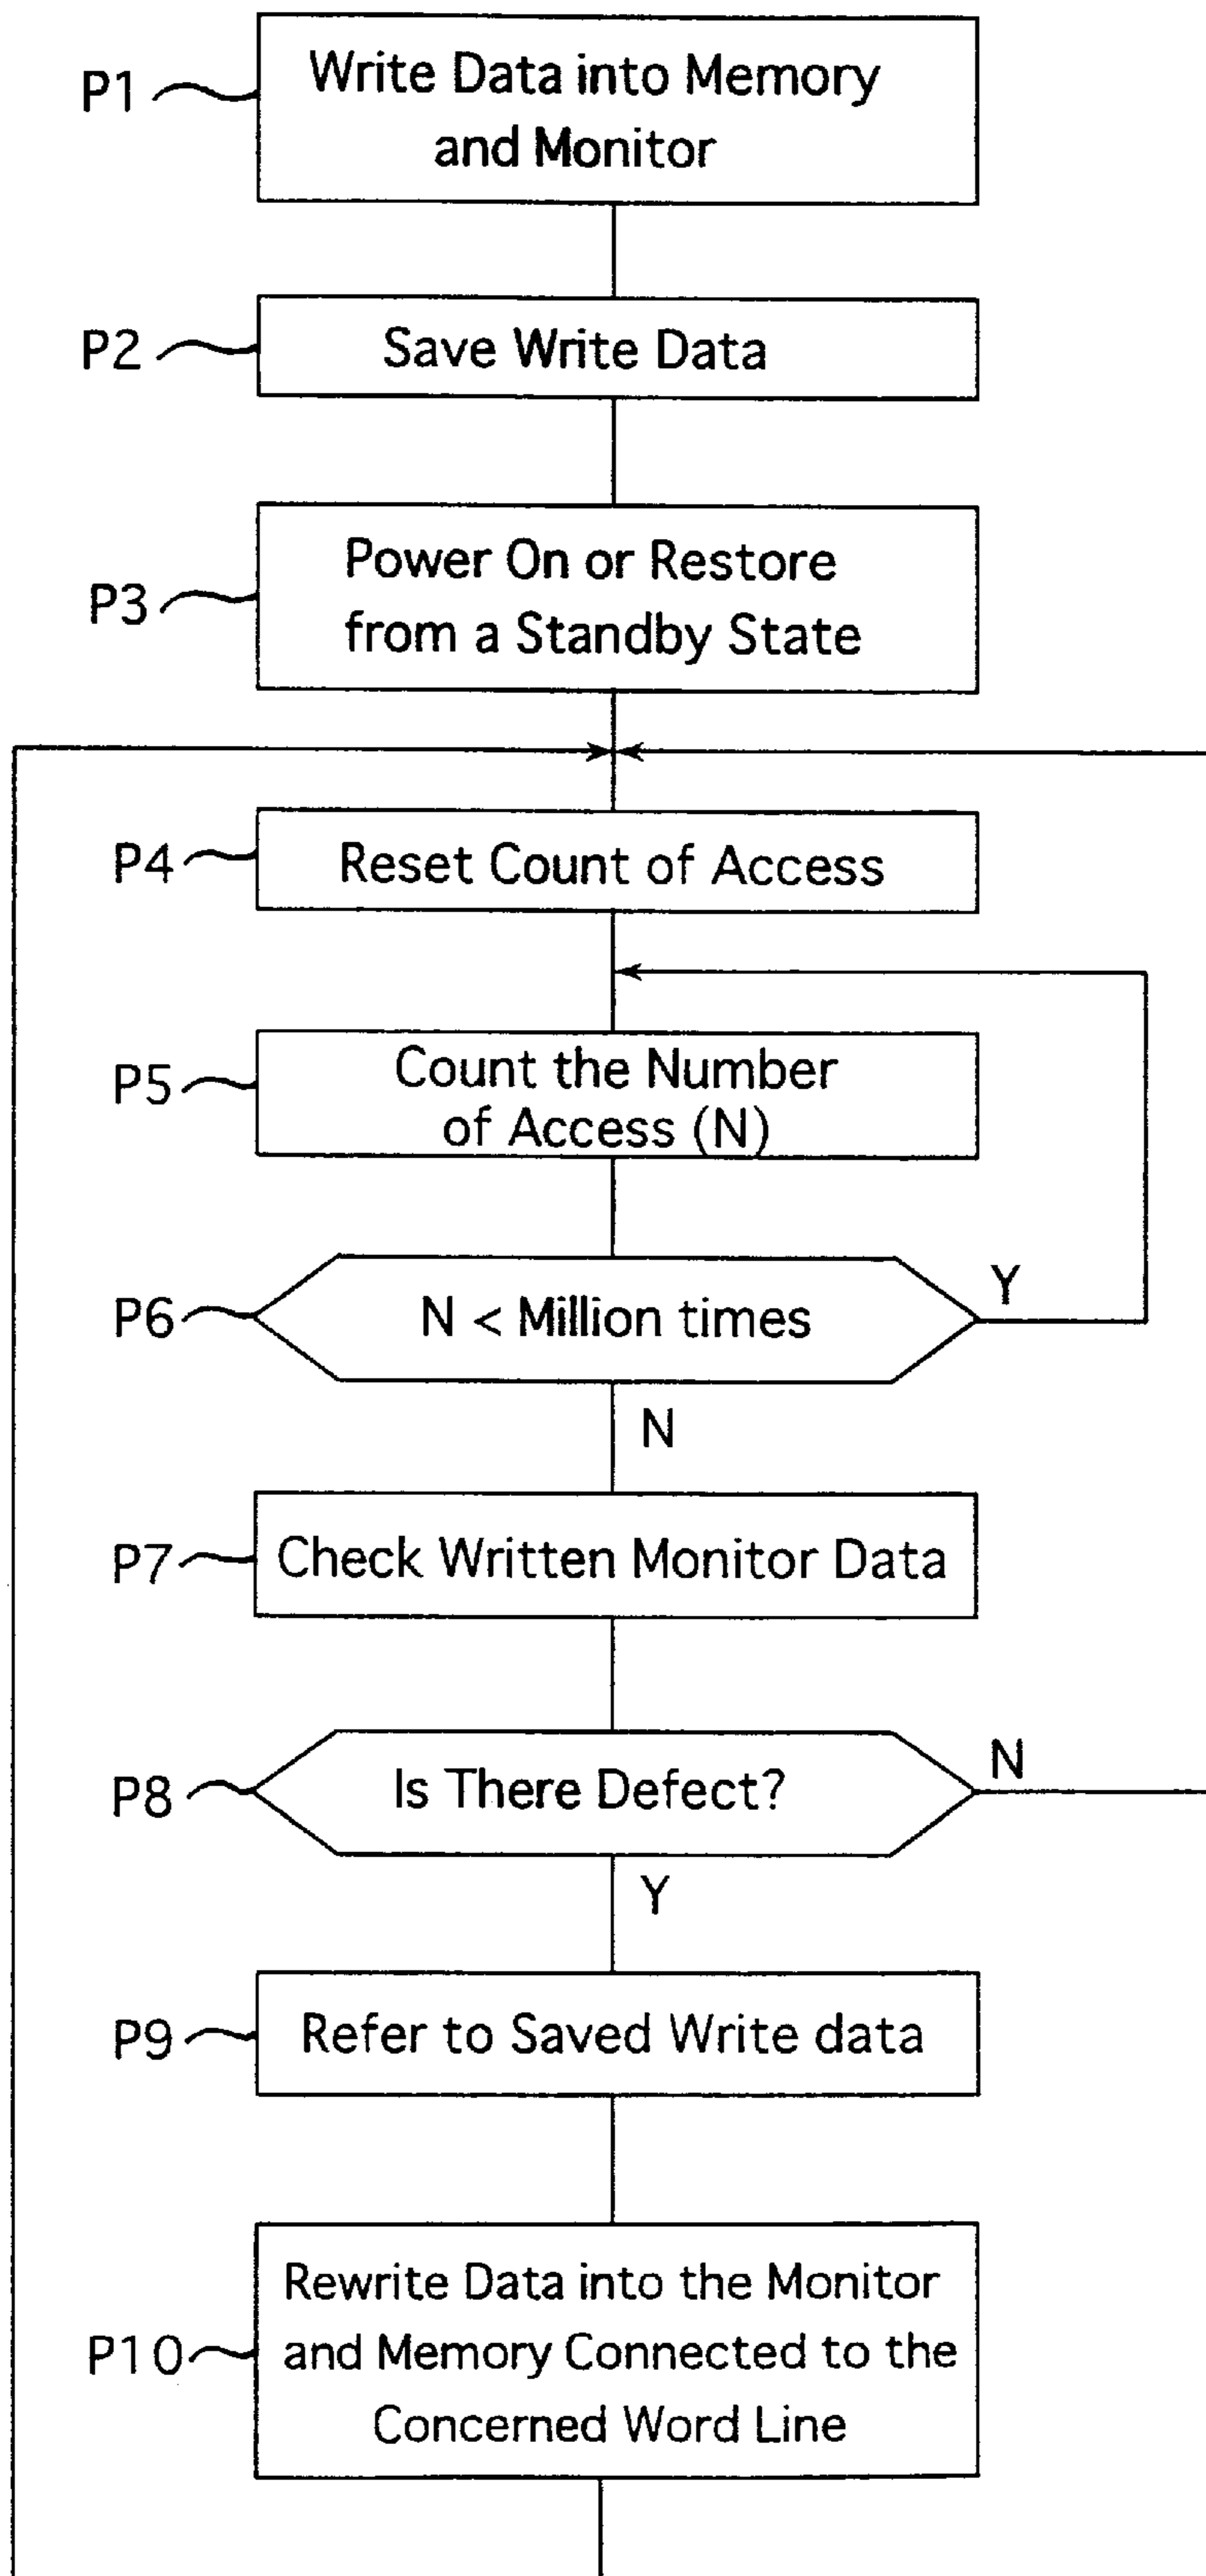 P1
Write Data into Memory
and Monitor
P2
Save Write Data
P3
Power On or Restore
from a Standby State
P4
Reset Count of Access
P5
Count the Number
of Access (N)
P6
N < Million times
Y
N
P7
Check Written Monitor Data
P8
Is There Defect?
N
Y
P9
Refer to Saved Write data
P10
Rewrite Data into the Monitor
and Memory Connected to the
Concerned Word Line